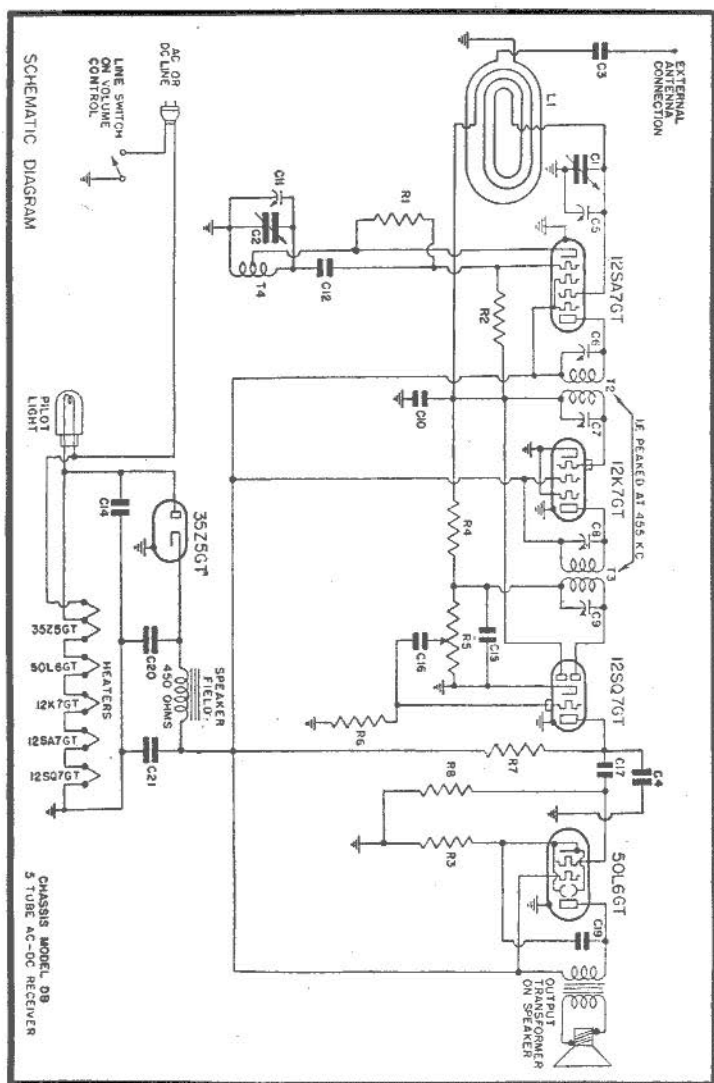 EXTERNAL
ANTENNA
CONNECTION
C3
L1
C1
C5
12SA7GT
C6
T2
C7
I.F. PEAKED AT 455 KC
12K7GT
C8
T3
C9
12SQ7GT
C17
C4
50L6GT
C19
OUTPUT
TRANSFORMER
ON SPEAKER
R1
R2
C11
C2
T4
C12
C10
R4
R5
C15
C16
R6
R7
R8
R3
AC OR
DC LINE
LINE SWITCH
ON VOLUME
CONTROL
PILOT
LIGHT
C14
35Z5GT
C20
SPEAKER
FIELD
450 OHMS
C21
HEATERS
35Z5GT
50L6GT
12K7GT
12SA7GT
12SQ7GT
SCHEMATIC DIAGRAM
CHASSIS MODEL DB
5 TUBE AC-DC RECEIVER